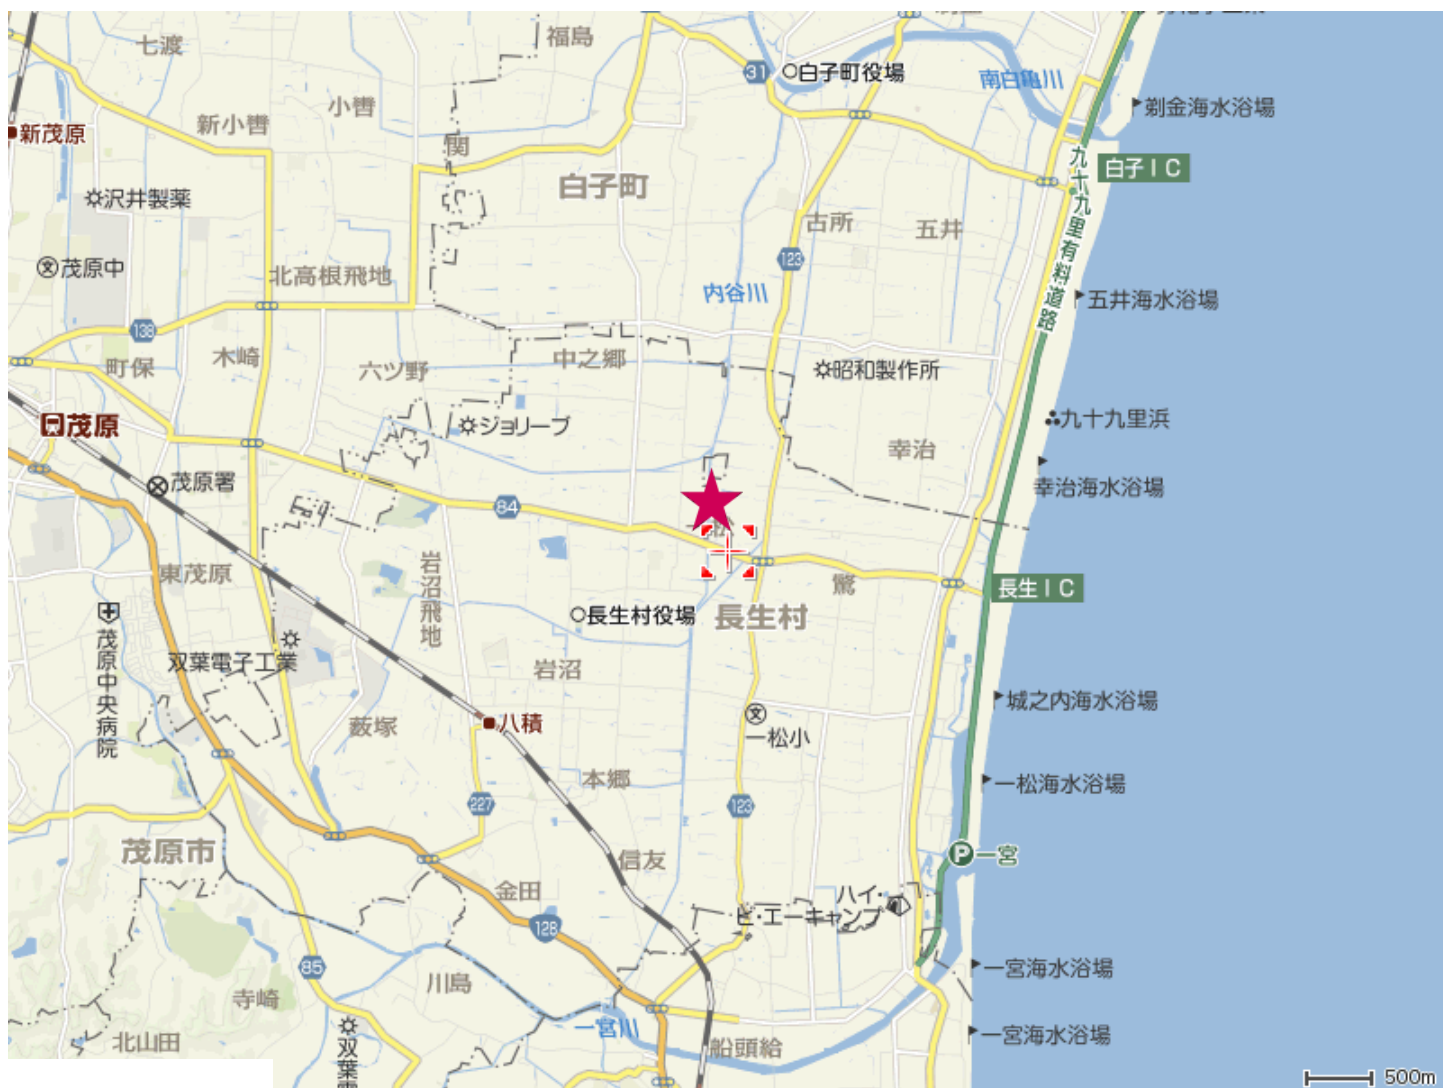 七渡
福島
31
白子町役場
南白亀川
小轡
新小轡
剃金海水浴場
新茂原
関
白子IC
沢井製薬
白子町
古所
五井
九十九里有料道路
茂原中
北高根飛地
123
内谷川
五井海水浴場
138
町保
木崎
六ツ野
中之郷
昭和製作所
茂原
ジョリーブ
九十九里浜
幸治
茂原署
幸治海水浴場
84
東茂原
岩沼飛地
驚
長生IC
長生村役場
長生村
茂原中央病院
双葉電子工業
岩沼
城之内海水浴場
藪塚
八積
一松小
本郷
一松海水浴場
227
123
茂原市
信友
P
一宮
金田
ハイ・
ビ・エーキャンプ
128
85
川島
一宮海水浴場
寺崎
一宮川
北山田
船頭給
一宮海水浴場
500m